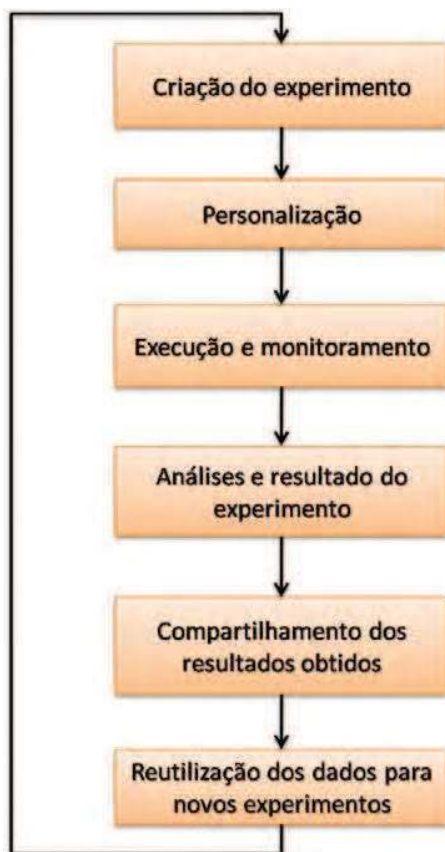 Criação do experimento
Personalização
Execução e monitoramento
Análises e resultado do
experimento
Compartilhamento dos
resultados obtidos
Reutilização dos dados para
novos experimentos